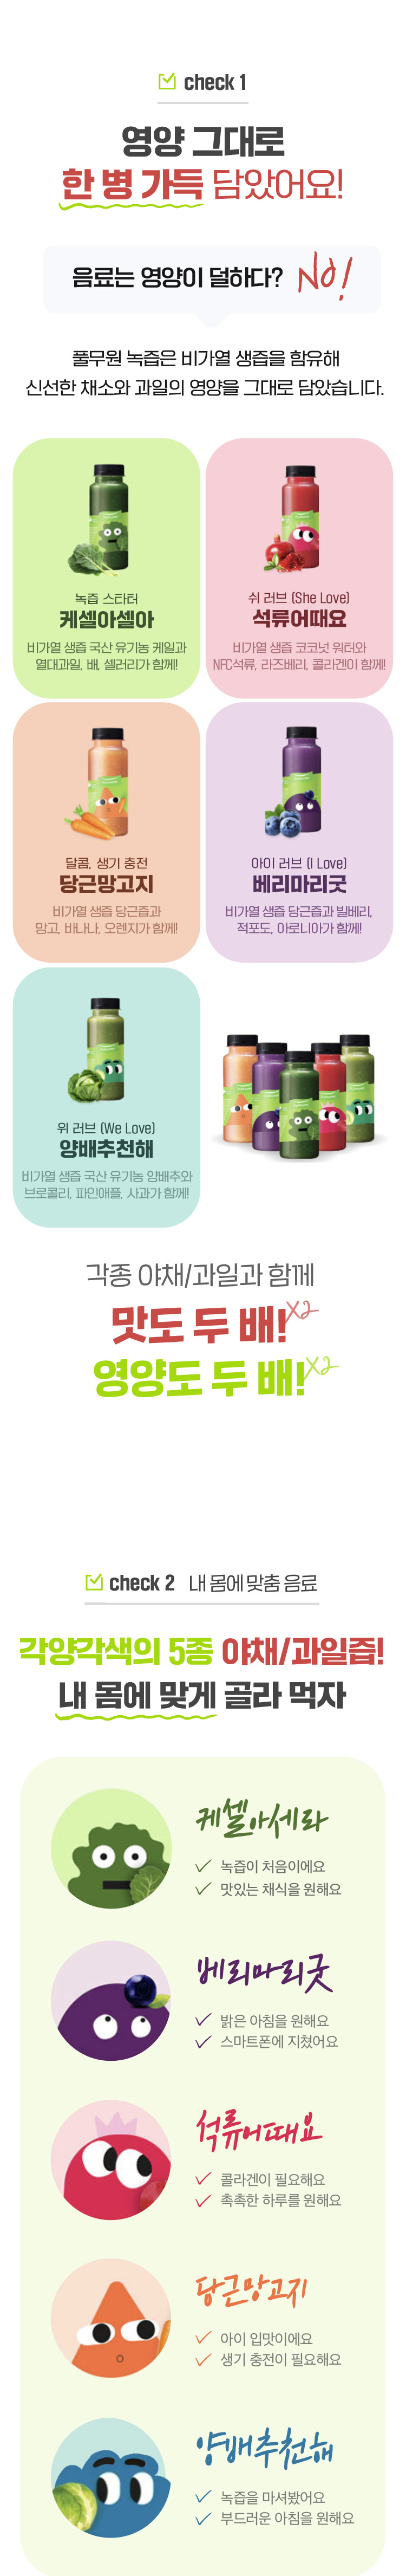 check 1
영양 그대로
한 병 가득 담았어요!
음료는 영양이 덜하다? NO!
풀무원 녹즙은 비가열 생즙을 함유해
신선한 채소와 과일의 영양을 그대로 담았습니다.
녹즙 스타터
케셀아셀아
비가열 생즙 국산 유기농 케일과
열대과일, 배, 셀러리가 함께!
쉬 러브 (She Love)
석류어때요
비가열 생즙 코코넛 워터와
NFC석류, 라즈베리, 콜라겐이 함께!
달콤, 생기 충전
당근망고지
비가열 생즙 당근즙과
망고, 바나나, 오렌지가 함께!
아이 러브 (I Love)
베리마리굿
비가열 생즙 당근즙과 빌베리,
적포도, 아로니아가 함께!
위 러브 (We Love)
양배추천해
비가열 생즙 국산 유기농 양배추와
브로콜리, 파인애플, 사과가 함께!
각종 야채/과일과 함께
맛도 두 배! X2
영양도 두 배! X2
check 2 내 몸에 맞춤 음료
각양각색의 5종 야채/과일즙!
내 몸에 맞게 골라 먹자
케셀아세라
녹즙이 처음이에요
맛있는 채식을 원해요
베리마리굿
밝은 아침을 원해요
스마트폰에 지쳤어요
석류어때요
콜라겐이 필요해요
촉촉한 하루를 원해요
당근망고지
아이 입맛이에요
생기 충전이 필요해요
양배추천해
녹즙을 마셔봤어요
부드러운 아침을 원해요